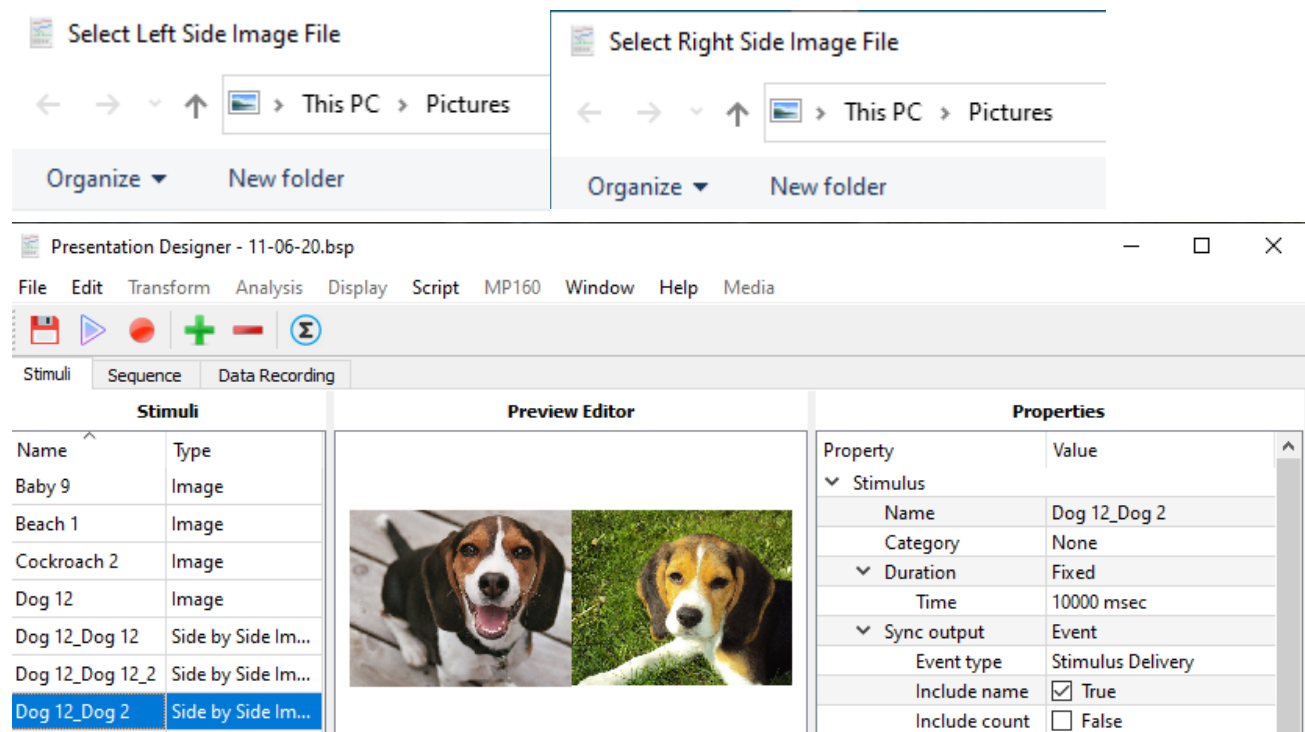 Select Left Side Image File
This PC > Pictures
Organize New folder
Select Right Side Image File
This PC > Pictures
Organize New folder
Presentation Designer - 11-06-20.bsp
File Edit Transform Analysis Display Script MP160 Window Help Media
Stimuli Sequence Data Recording
Stimuli Preview Editor Properties
Name Type Property Value
Baby 9 Image
Beach 1 Image
Cockroach 2 Image
Dog 12 Image
Dog 12_Dog 12 Side by Side Im...
Dog 12_Dog 12_2 Side by Side Im...
Dog 12_Dog 2 Side by Side Im...
Stimulus
Name Dog 12_Dog 2
Category None
Duration Fixed
Time 10000 msec
Sync output Event
Event type Stimulus Delivery
Include name True
Include count False